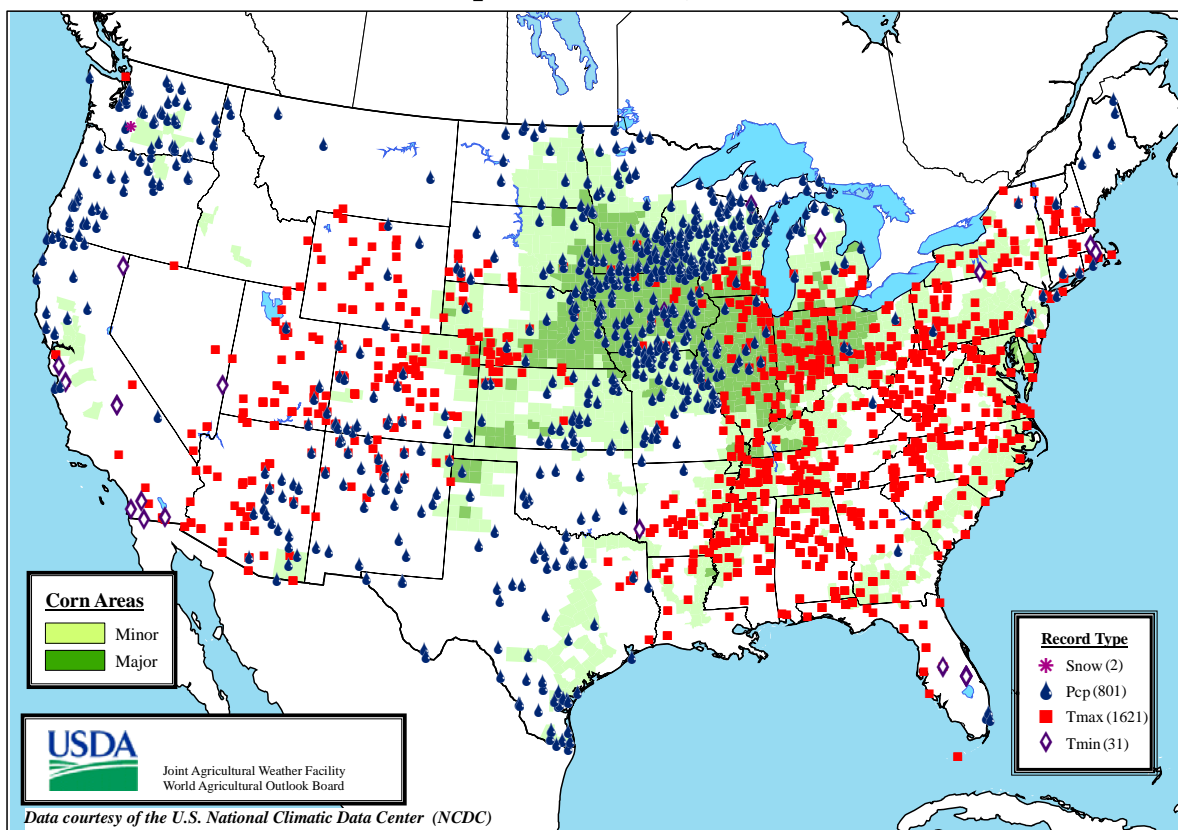 Corn Areas
Minor
Major
Record Type
Snow (2)
Pcp (801)
Tmax (1621)
Tmin (31)
USDA
Joint Agricultural Weather Facility
World Agricultural Outlook Board
Data courtesy of the U.S. National Climatic Data Center (NCDC)